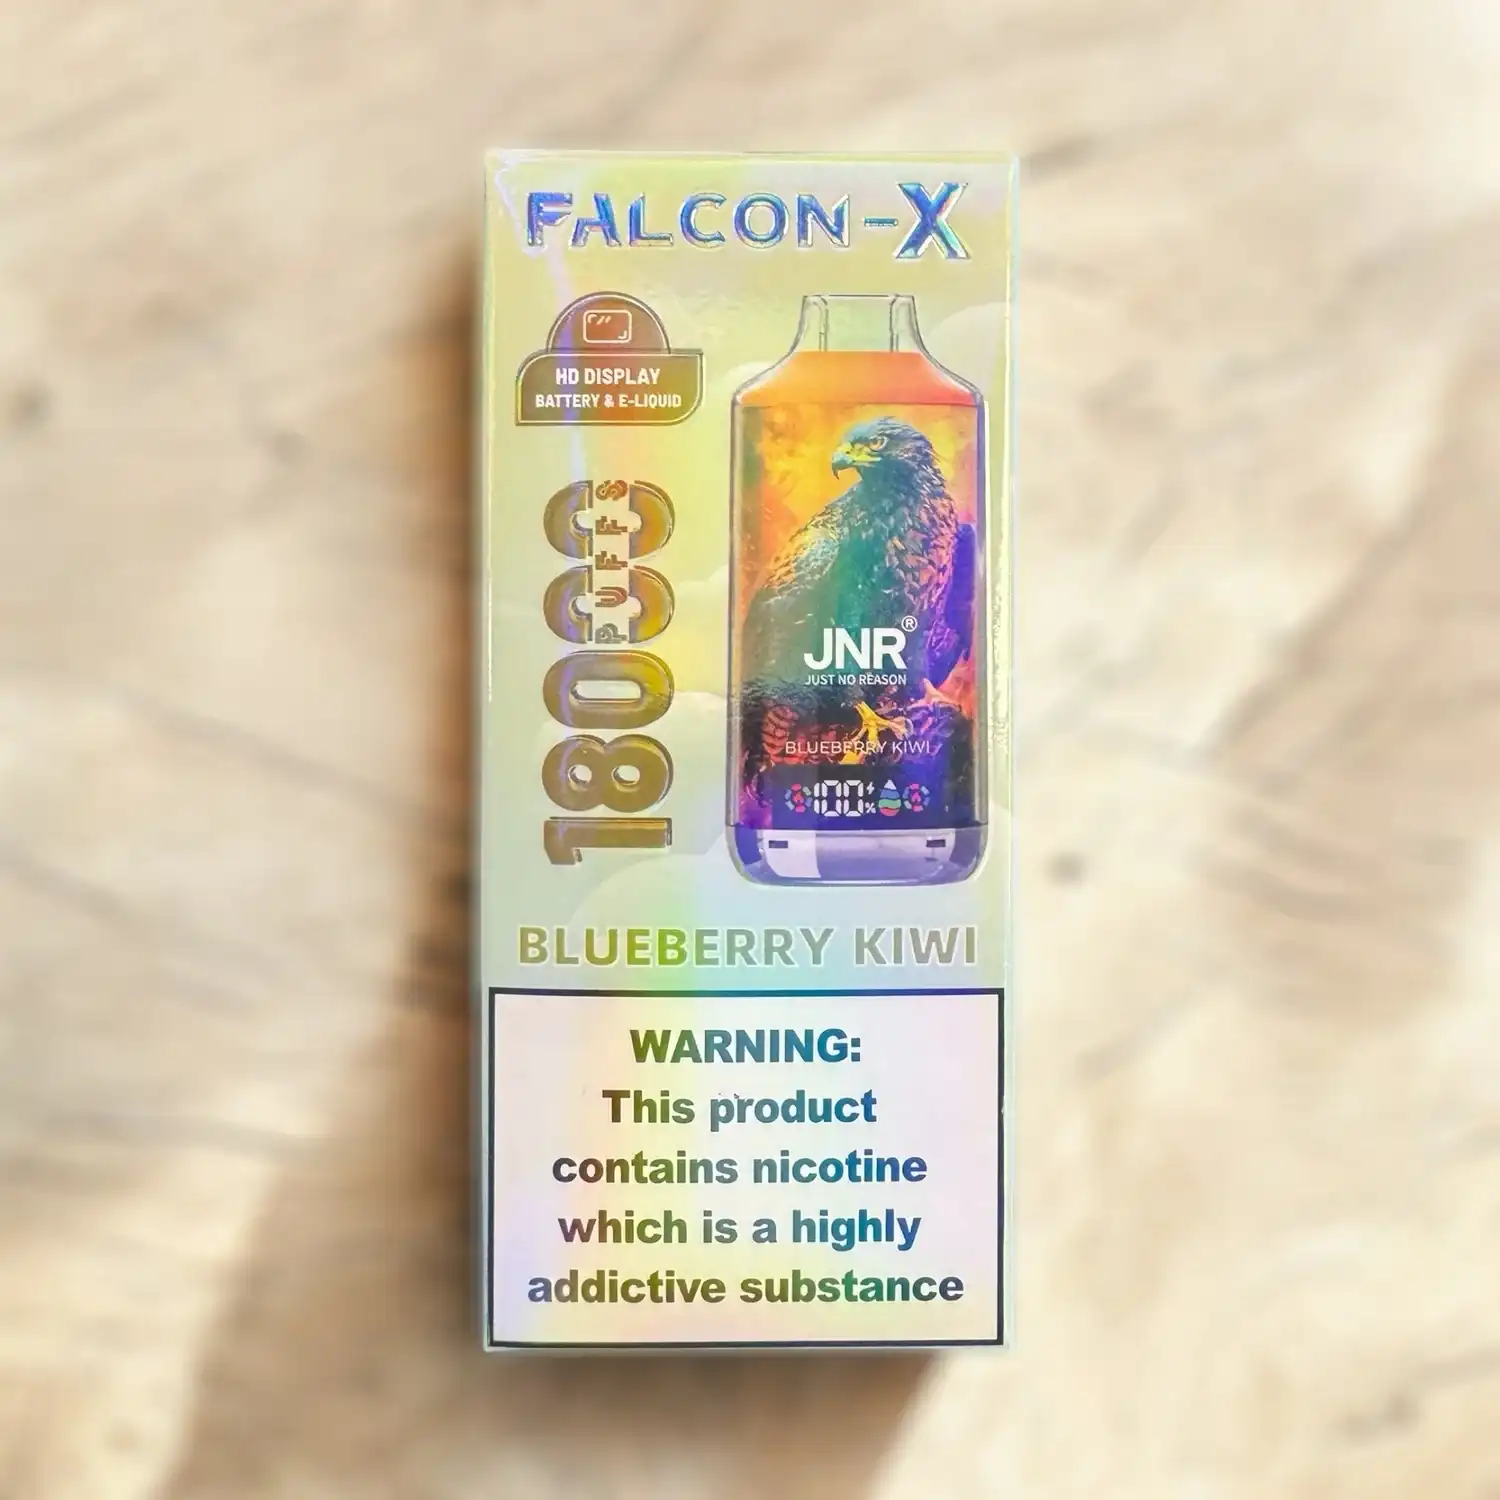 FALCON-X
HD DISPLAY
BATTERY & E-LIQUID
18000
PUFFS
JNR®
JUST NO REASON
BLUEBERRY KIWI
100%
BLUEBERRY KIWI
WARNING:
This product
contains nicotine
which is a highly
addictive substance